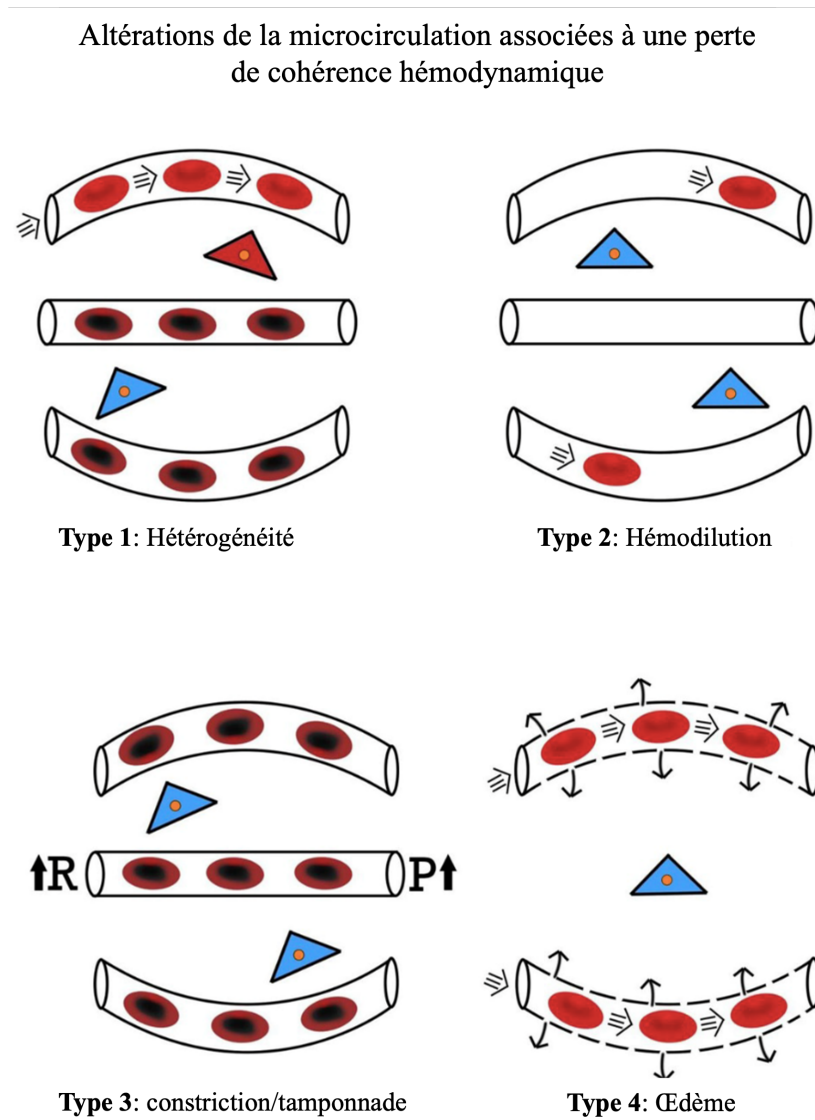 Altérations de la microcirculation associées à une perte
de cohérence hémodynamique
Type 1: Hétérogénéité
Type 2: Hémodilution
R
P
Type 3: constriction/tamponnade
Type 4: Œdème